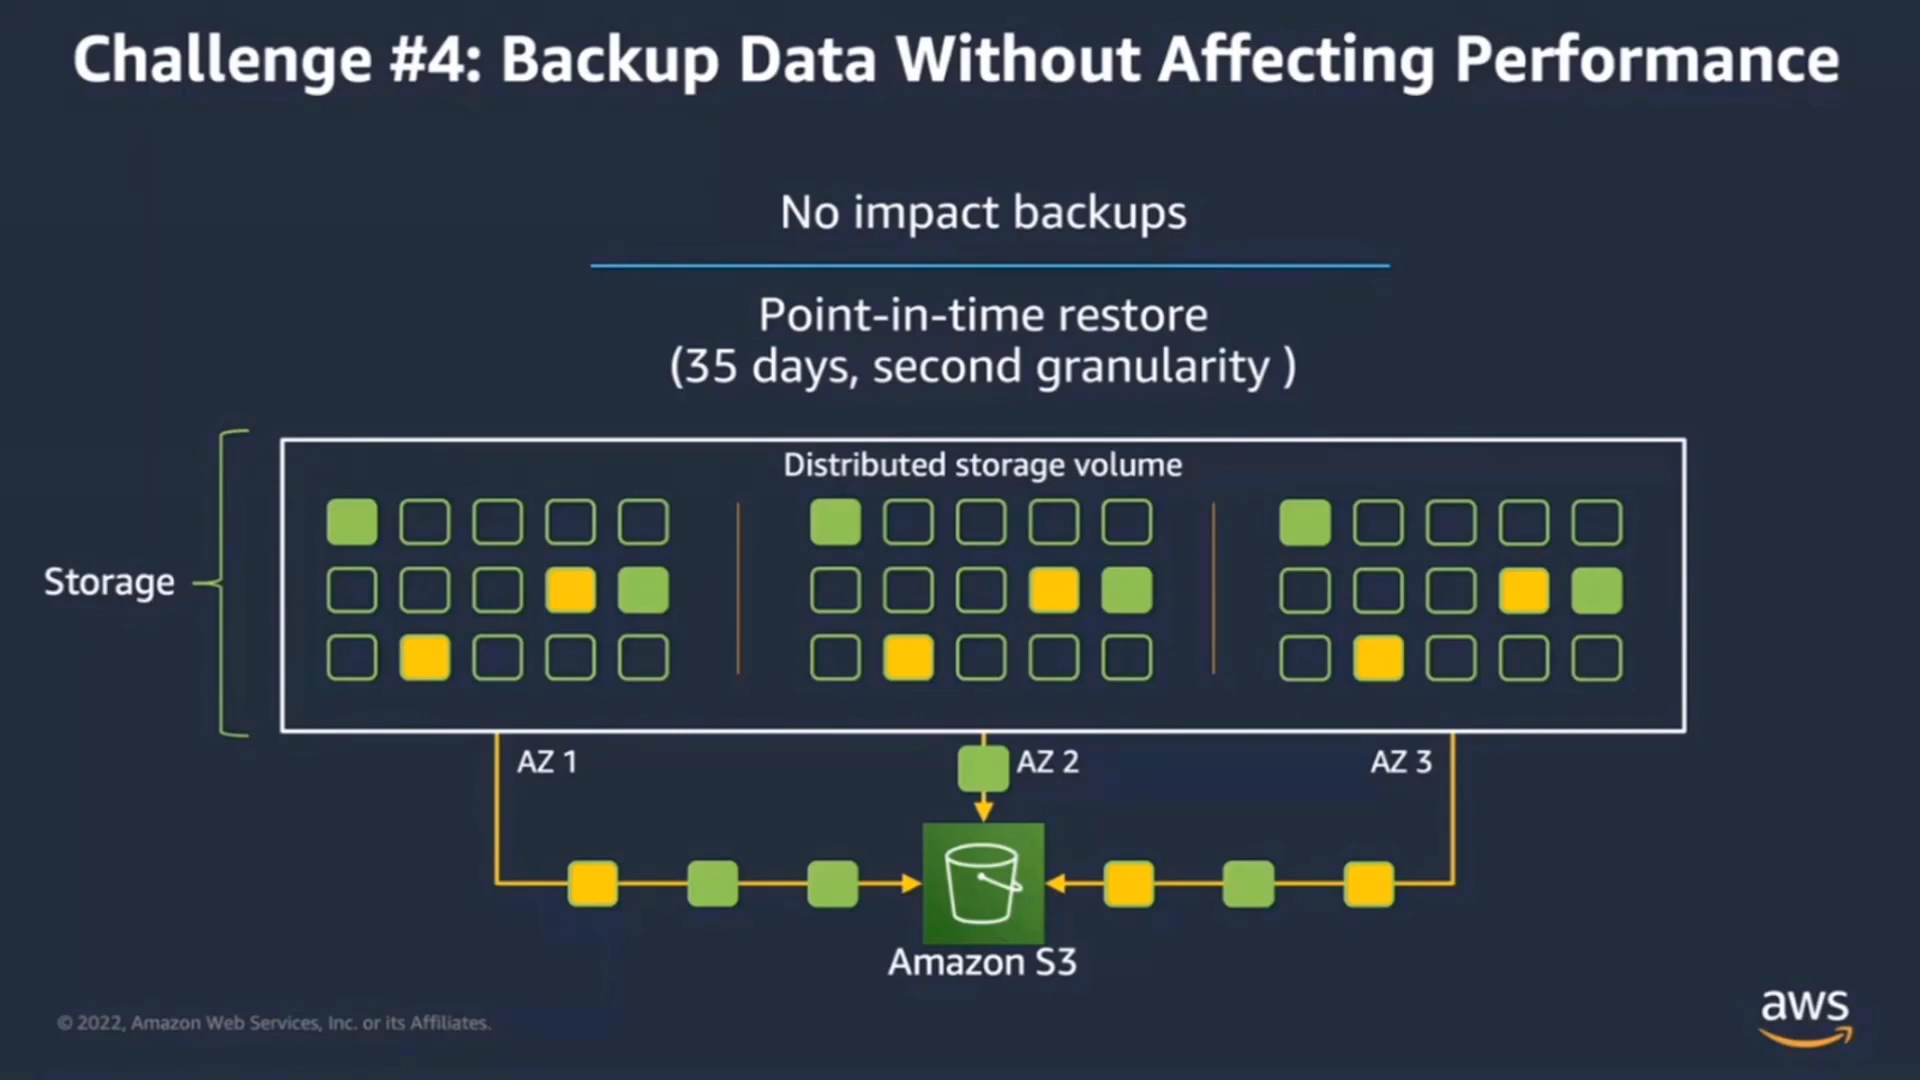 Challenge #4: Backup Data Without Affecting Performance
No impact backups
Point-in-time restore
(35 days, second granularity )
Distributed storage volume
Storage
AZ 1
AZ 2
AZ 3
Amazon S3
© 2022, Amazon Web Services, Inc. or its Affiliates.
aws